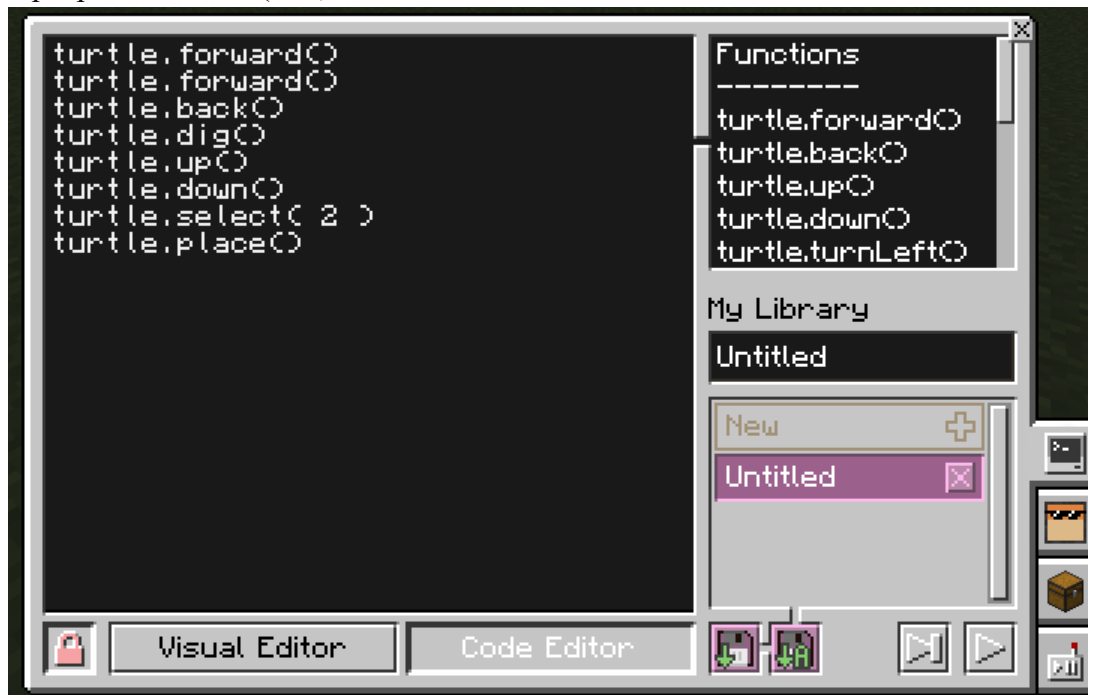 turtle.forward()
turtle.forward()
turtle.back()
turtle.dig()
turtle.up()
turtle.down()
turtle.select( 2 )
turtle.place()
Functions
--------
turtle.forward()
turtle.back()
turtle.up()
turtle.down()
turtle.turnLeft()
My Library
Untitled
New
Untitled
Visual Editor
Code Editor